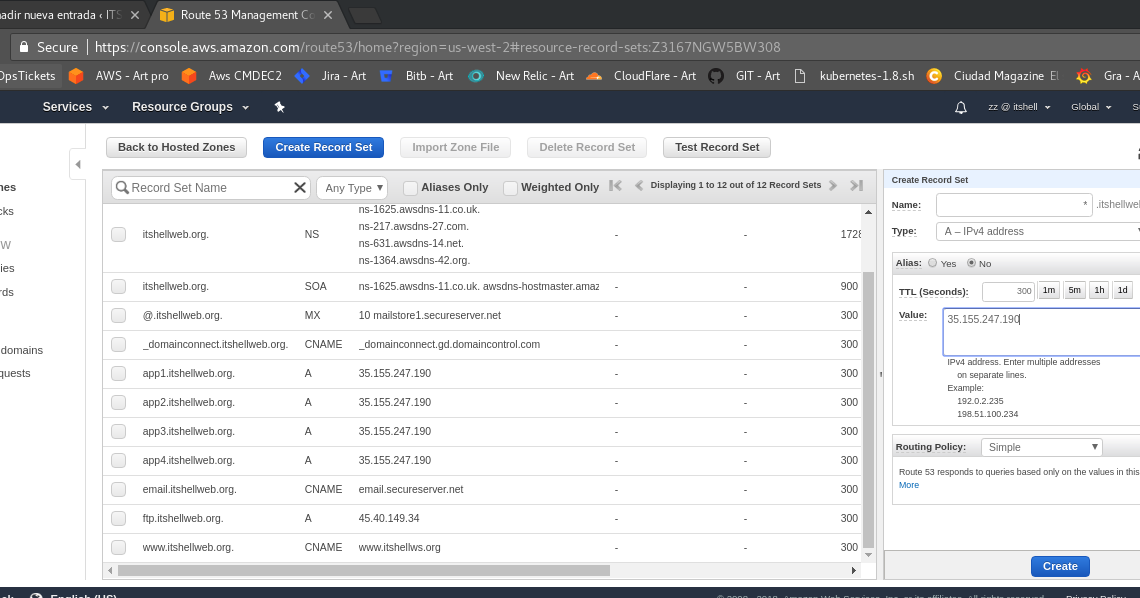 nadir nueva entrada ‹ ITS
Route 53 Management Co
Secure
https://console.aws.amazon.com/route53/home?region=us-west-2#resource-record-sets:Z3167NGW5BW308
OpsTickets
AWS - Art pro
Aws CMDEC2
Jira - Art
Bitb - Art
New Relic - Art
CloudFlare - Art
GIT - Art
kubernetes-1.8.sh
Ciudad Magazine El
Gra - A
Services
Resource Groups
zz @ itshell
Global
Su
Back to Hosted Zones
Create Record Set
Import Zone File
Delete Record Set
Test Record Set
nes
cks
w
ies
rds
domains
quests
Record Set Name
Any Type
Aliases Only
Weighted Only
Displaying 1 to 12 out of 12 Record Sets
ns-1625.awsdns-11.co.uk.
ns-217.awsdns-27.com.
itshellweb.org. NS - - 1728
ns-631.awsdns-14.net.
ns-1364.awsdns-42.org.
itshellweb.org. SOA ns-1625.awsdns-11.co.uk. awsdns-hostmaster.amaz - - 900
@.itshellweb.org. MX 10 mailstore1.secureserver.net - - 300
_domainconnect.itshellweb.org. CNAME _domainconnect.gd.domaincontrol.com - - 300
app1.itshellweb.org. A 35.155.247.190 - - 300
app2.itshellweb.org. A 35.155.247.190 - - 300
app3.itshellweb.org. A 35.155.247.190 - - 300
app4.itshellweb.org. A 35.155.247.190 - - 300
email.itshellweb.org. CNAME email.secureserver.net - - 300
ftp.itshellweb.org. A 45.40.149.34 - - 300
www.itshellweb.org. CNAME www.itshellws.org - - 300
Create Record Set
Name: * .itshellweb
Type: A – IPv4 address
Alias: Yes No
TTL (Seconds): 300 1m 5m 1h 1d
Value: 35.155.247.190
IPv4 address. Enter multiple addresses
on separate lines.
Example:
192.0.2.235
198.51.100.234
Routing Policy: Simple
Route 53 responds to queries based only on the values in this
More
Create
English (US)
Privacy Policy